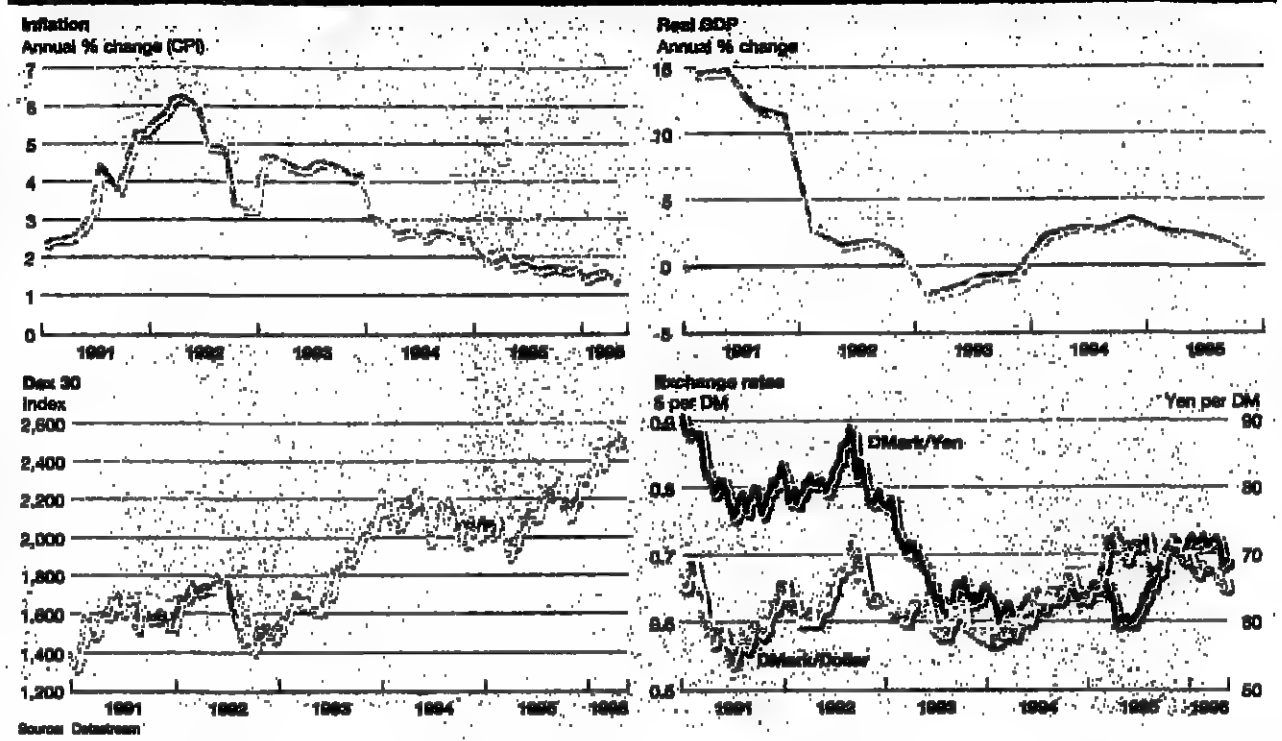 Inflation
Annual % change (CPI)
7
6
5
4
3
2
1
0
1991 1992 1993 1994 1995 1996
Real GDP
Annual % change
15
10
5
0
-5
1991 1992 1993 1994 1995
Dax 30
Index
2,600
2,400
2,200
2,000
1,800
1,600
1,400
1,200
1991 1992 1993 1994 1995 1996
Exchange rates
$ per DM
Yen per DM
0.9
0.8
0.7
0.6
0.5
90
80
70
60
50
DMark/Yen
DMark/Dollar
1991 1992 1993 1994 1995 1996
Source: Datastream